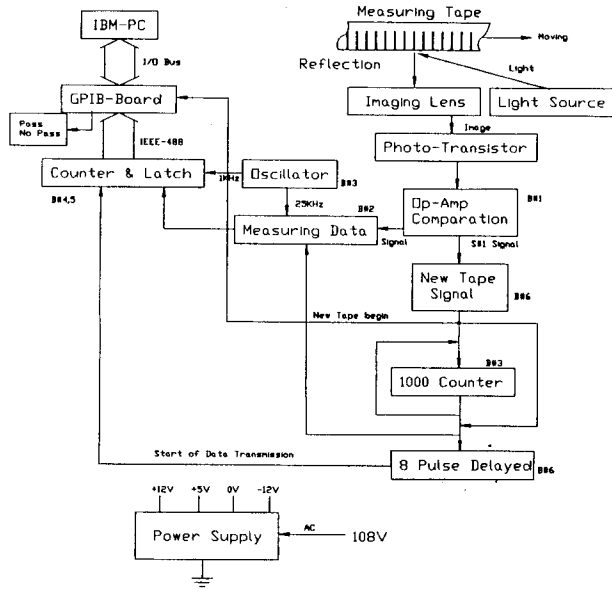 Measuring Tape
IBM-PC
Moving
I/O Bus
Reflection
Light
GPIB-Board
Imaging Lens
Light Source
Pass
No Pass
Image
IEEE-488
Photo-Transistor
Counter & Latch
1KHz
Oscillator
B#3
B#4,5
25KHz
B#2
Op-Amp
Comparation
B#1
Measuring Data
Signal
S#1 Signal
New Tape
Signal
B#6
New Tape begin
B#3
1000 Counter
Start of Data Transmission
8 Pulse Delayed
B#6
+12V
+5V
0V
-12V
Power Supply
AC
108V